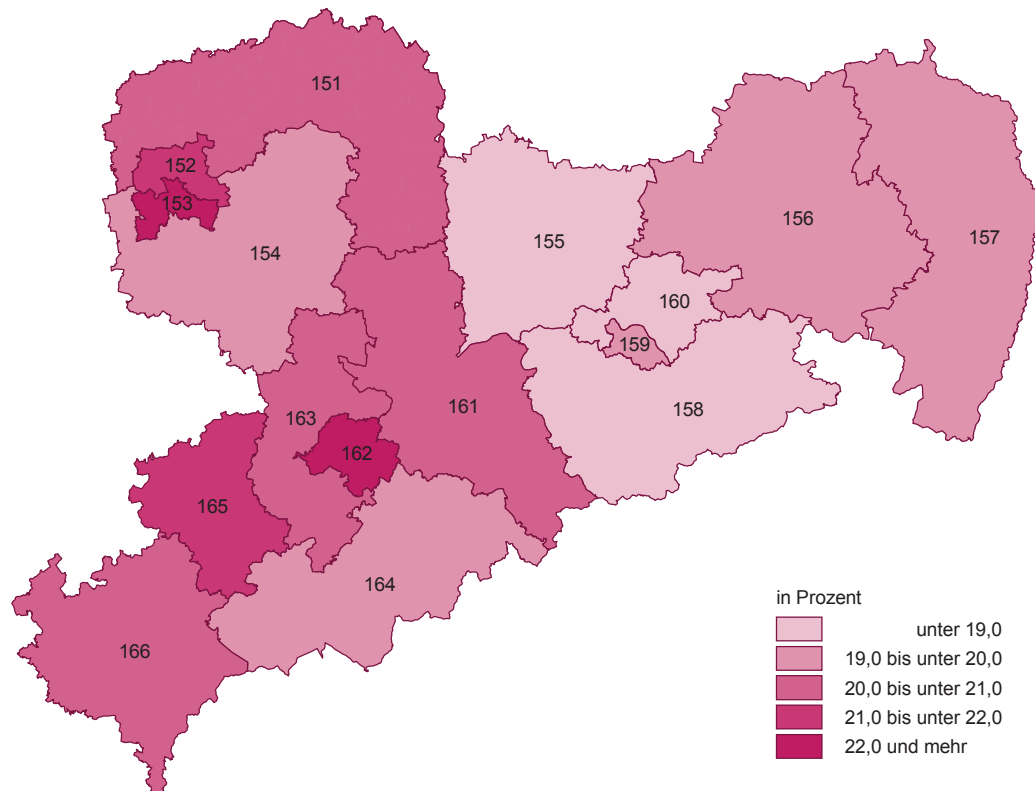 151
152
153
154
155
156
157
160
159
158
161
163
162
165
164
166
in Prozent
unter 19,0
19,0 bis unter 20,0
20,0 bis unter 21,0
21,0 bis unter 22,0
22,0 und mehr